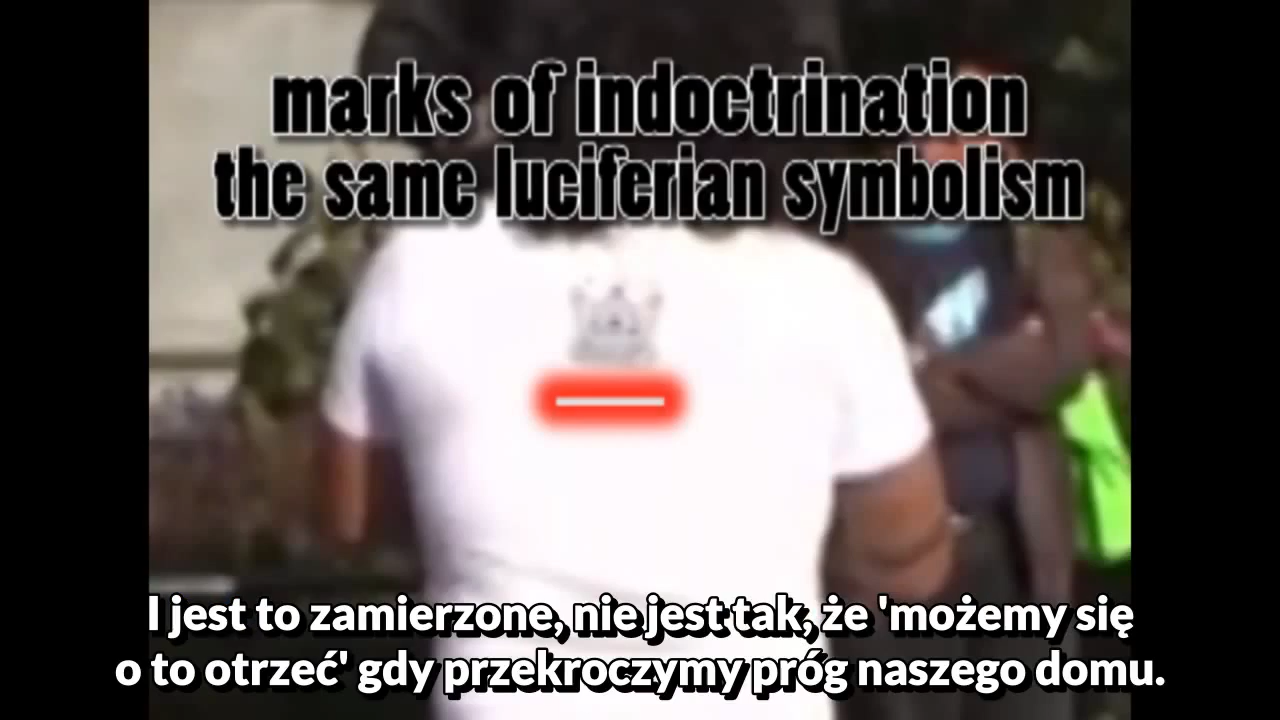 marks of indoctrination
the same luciferian symbolism
I jest to zamierzone, nie jest tak, że 'możemy się
o to otrzeć' gdy przekroczymy próg naszego domu.